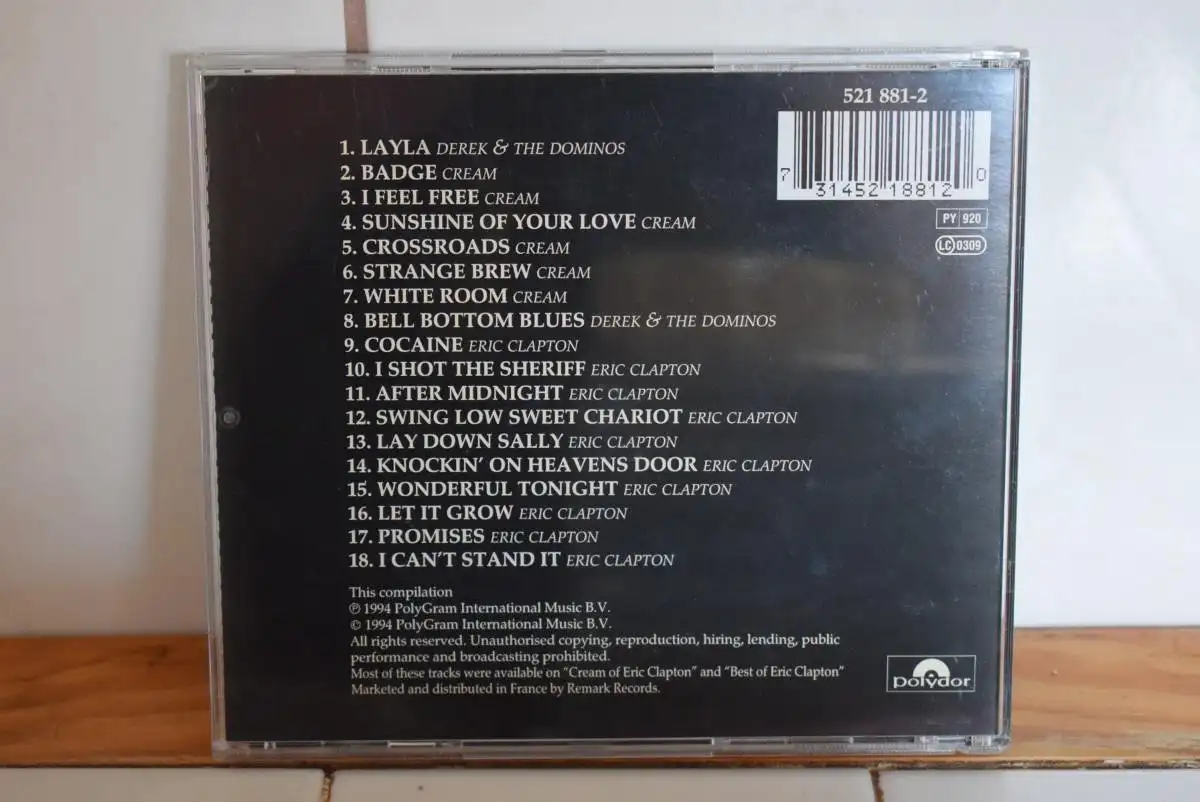 521 881-2
7 31452 18812 0
PY 920
LC 0309
1. LAYLA DEREK & THE DOMINOS
2. BADGE CREAM
3. I FEEL FREE CREAM
4. SUNSHINE OF YOUR LOVE CREAM
5. CROSSROADS CREAM
6. STRANGE BREW CREAM
7. WHITE ROOM CREAM
8. BELL BOTTOM BLUES DEREK & THE DOMINOS
9. COCAINE ERIC CLAPTON
10. I SHOT THE SHERIFF ERIC CLAPTON
11. AFTER MIDNIGHT ERIC CLAPTON
12. SWING LOW SWEET CHARIOT ERIC CLAPTON
13. LAY DOWN SALLY ERIC CLAPTON
14. KNOCKIN' ON HEAVENS DOOR ERIC CLAPTON
15. WONDERFUL TONIGHT ERIC CLAPTON
16. LET IT GROW ERIC CLAPTON
17. PROMISES ERIC CLAPTON
18. I CAN'T STAND IT ERIC CLAPTON
This compilation
℗ 1994 PolyGram International Music B.V.
© 1994 PolyGram International Music B.V.
All rights reserved. Unauthorised copying, reproduction, hiring, lending, public
performance and broadcasting prohibited.
Most of these tracks were available on "Cream of Eric Clapton" and "Best of Eric Clapton"
Marketed and distributed in France by Remark Records.
polydor